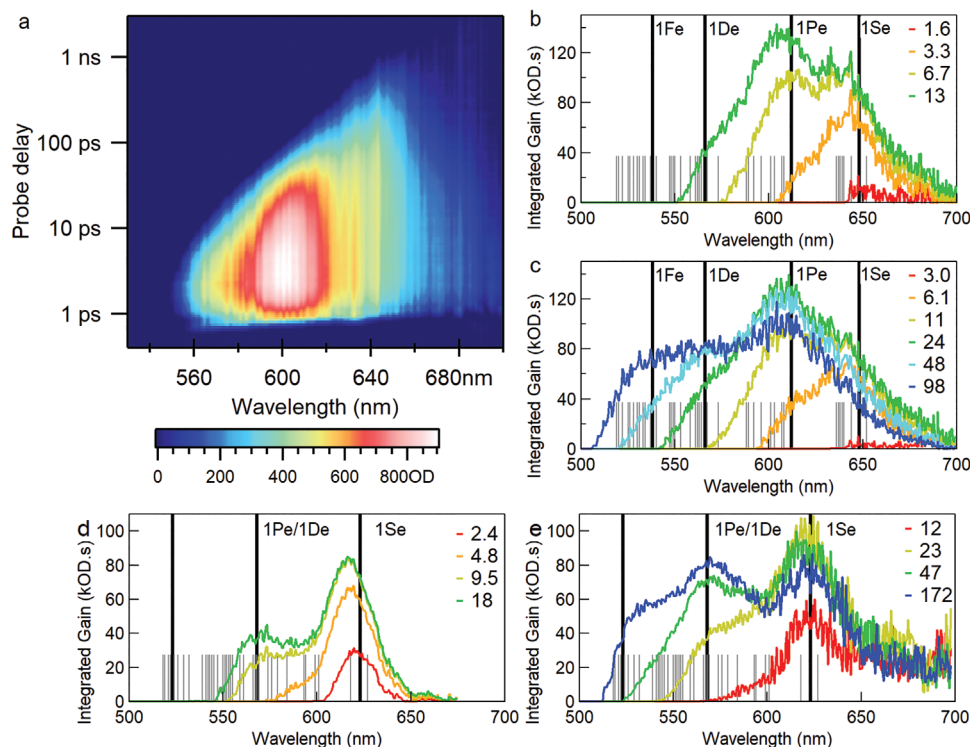 a
1 ns
100 ps
10 ps
1 ps
Probe delay
560 600 640 680nm
Wavelength (nm)
0 200 400 600 800OD
b
1Fe 1De 1Pe 1Se
1.6
3.3
6.7
13
Integrated Gain (kOD.s)
120
80
40
0
500 550 600 650 700
Wavelength (nm)
c
1Fe 1De 1Pe 1Se
3.0
6.1
11
24
48
98
Integrated Gain (kOD.s)
120
80
40
0
500 550 600 650 700
Wavelength (nm)
d
1Pe/1De 1Se
2.4
4.8
9.5
18
Integrated Gain (kOD.s)
100
80
60
40
20
0
500 550 600 650 700
Wavelength (nm)
e
1Pe/1De 1Se
12
23
47
172
Integrated Gain (kOD.s)
100
80
60
40
20
0
500 550 600 650 700
Wavelength (nm)